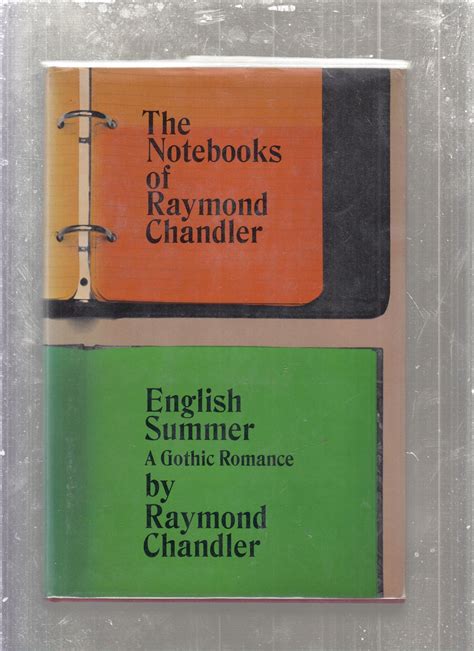 The
Notebooks
of
Raymond
Chandler
English
Summer
A Gothic Romance
by
Raymond
Chandler